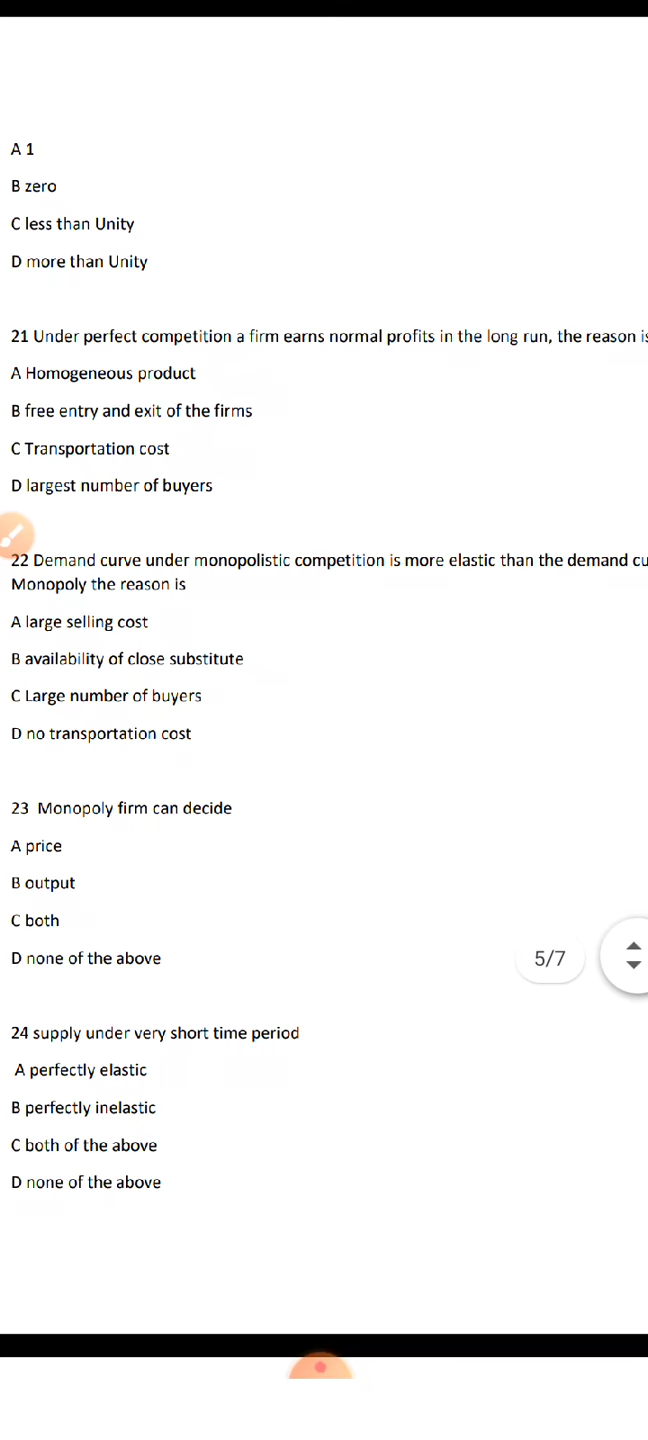 A 1
B zero
C less than Unity
D more than Unity
21 Under perfect competition a firm earns normal profits in the long run, the reason is
A Homogeneous product
B free entry and exit of the firms
C Transportation cost
D largest number of buyers
22 Demand curve under monopolistic competition is more elastic than the demand
Monopoly the reason is
A large selling cost
B availability of close substitute
C Large number of buyers
D no transportation cost
23 Monopoly firm can decide
A price
B output
C both
D none of the above
5/7
24 supply under very short time period
A perfectly elastic
B perfectly inelastic
C both of the above
D none of the above